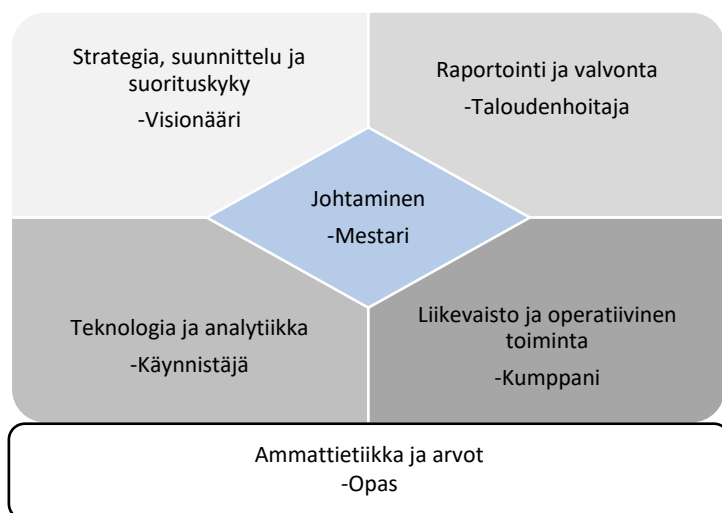 Strategia, suunnittelu ja
suorituskyky
-Visionääri
Raportointi ja valvonta
-Taloudenhoitaja
Johtaminen
-Mestari
Teknologia ja analytiikka
-Käynnistäjä
Liikevaisto ja operatiivinen
toiminta
-Kumppani
Ammattietiikka ja arvot
-Opas